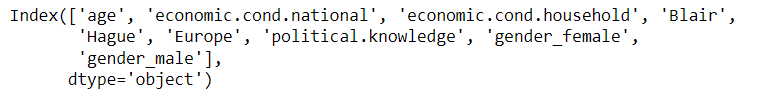 Index(['age', 'economic.cond.national', 'economic.cond.household', 'Blair',
'Hague', 'Europe', 'political.knowledge', 'gender_female',
'gender_male'],
dtype='object')